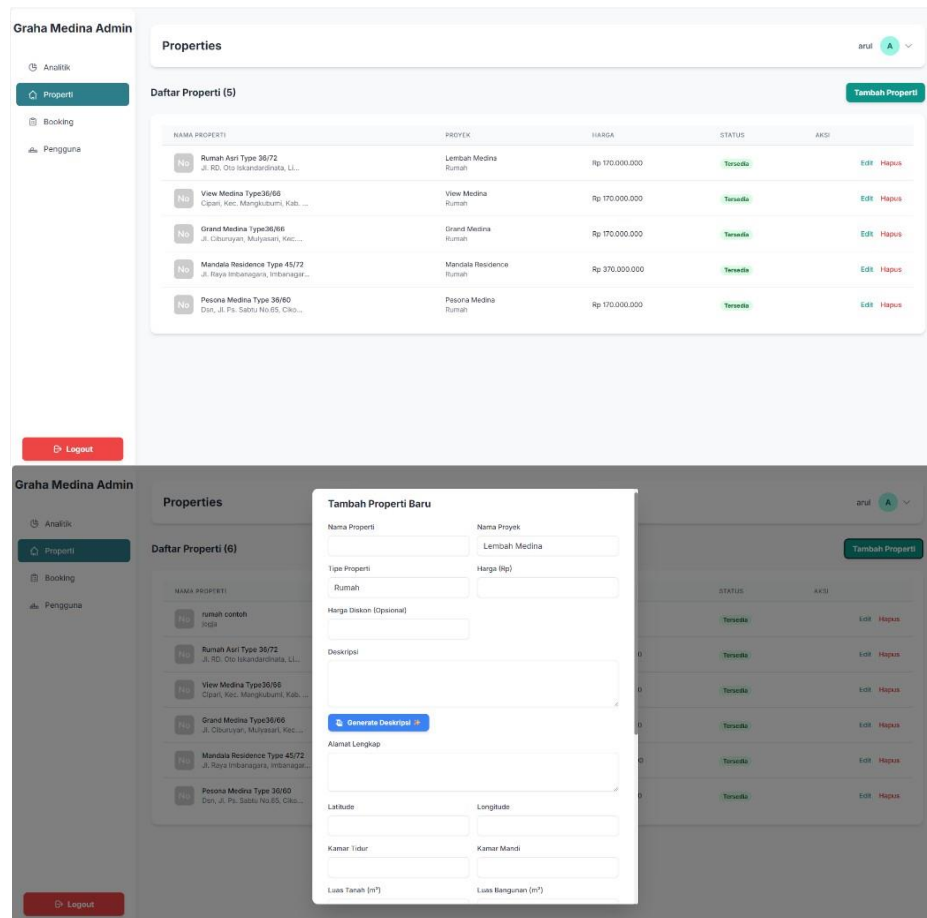 Graha Medina Admin
Properties
arul A
Analitik
Properti
Booking
Pengguna
Daftar Properti (5)
Tambah Properti
NAMA PROPERTI PROYEK HARGA STATUS AKSI
No Rumah Asri Type 36/72 Lembah Medina Rp 170.000.000 Tersedia Edit Hapus
Jl. RD. Oto Iskandardinata, Li... Rumah
No View Medina Type36/66 View Medina Rp 170.000.000 Tersedia Edit Hapus
Cipari, Kec. Mangkubumi, Kab. ... Rumah
No Grand Medina Type36/66 Grand Medina Rp 170.000.000 Tersedia Edit Hapus
Jl. Ciburuyan, Mulyasari, Kec.... Rumah
No Mandala Residence Type 45/72 Mandala Residence Rp 370.000.000 Tersedia Edit Hapus
Jl. Raya Imbanagara, Imbanagar... Rumah
No Pesona Medina Type 36/60 Pesona Medina Rp 170.000.000 Tersedia Edit Hapus
Dsn, Jl. Ps. Sabtu No.65, Ciko... Rumah
Logout
Graha Medina Admin
Properties
arul A
Analitik
Properti
Booking
Pengguna
Daftar Properti (6)
Tambah Properti
NAMA PROPERTI STATUS AKSI
No rumah contoh Tersedia Edit Hapus
jogja
No Rumah Asri Type 36/72 0 Tersedia Edit Hapus
Jl. RD. Oto Iskandardinata, Li...
No View Medina Type36/66 0 Tersedia Edit Hapus
Cipari, Kec. Mangkubumi, Kab. ...
No Grand Medina Type36/66 0 Tersedia Edit Hapus
Jl. Ciburuyan, Mulyasari, Kec....
No Mandala Residence Type 45/72 0 Tersedia Edit Hapus
Jl. Raya Imbanagara, Imbanagar...
No Pesona Medina Type 36/60 0 Tersedia Edit Hapus
Dsn, Jl. Ps. Sabtu No.65, Ciko...
Logout
Tambah Properti Baru
Nama Properti Nama Proyek
Lembah Medina
Tipe Properti Harga (Rp)
Rumah
Harga Diskon (Opsional)
Deskripsi
Generate Deskripsi ✨
Alamat Lengkap
Latitude Longitude
Kamar Tidur Kamar Mandi
Luas Tanah (m²) Luas Bangunan (m²)